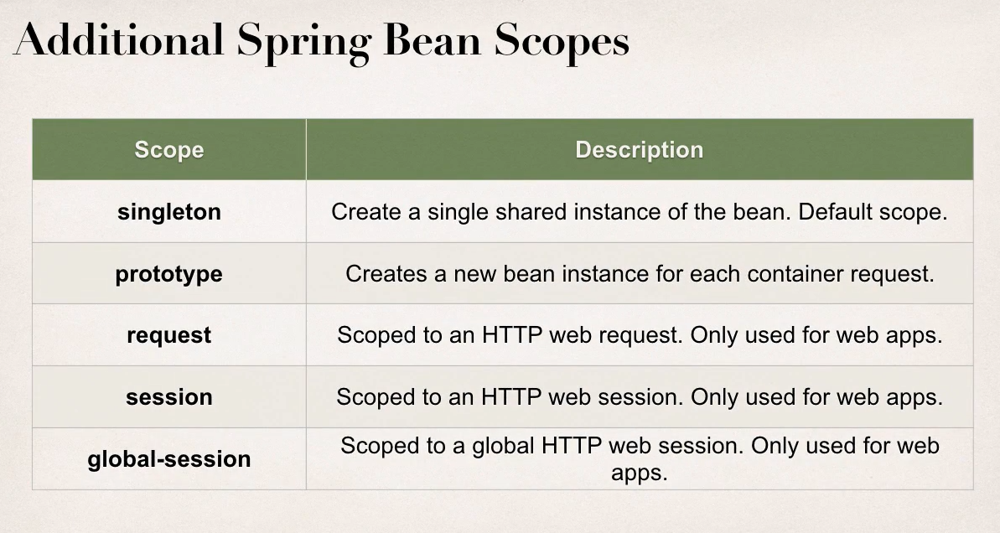 Additional Spring Bean Scopes
Scope Description
singleton Create a single shared instance of the bean. Default scope.
prototype Creates a new bean instance for each container request.
request Scoped to an HTTP web request. Only used for web apps.
session Scoped to an HTTP web session. Only used for web apps.
global-session Scoped to a global HTTP web session. Only used for web
apps.